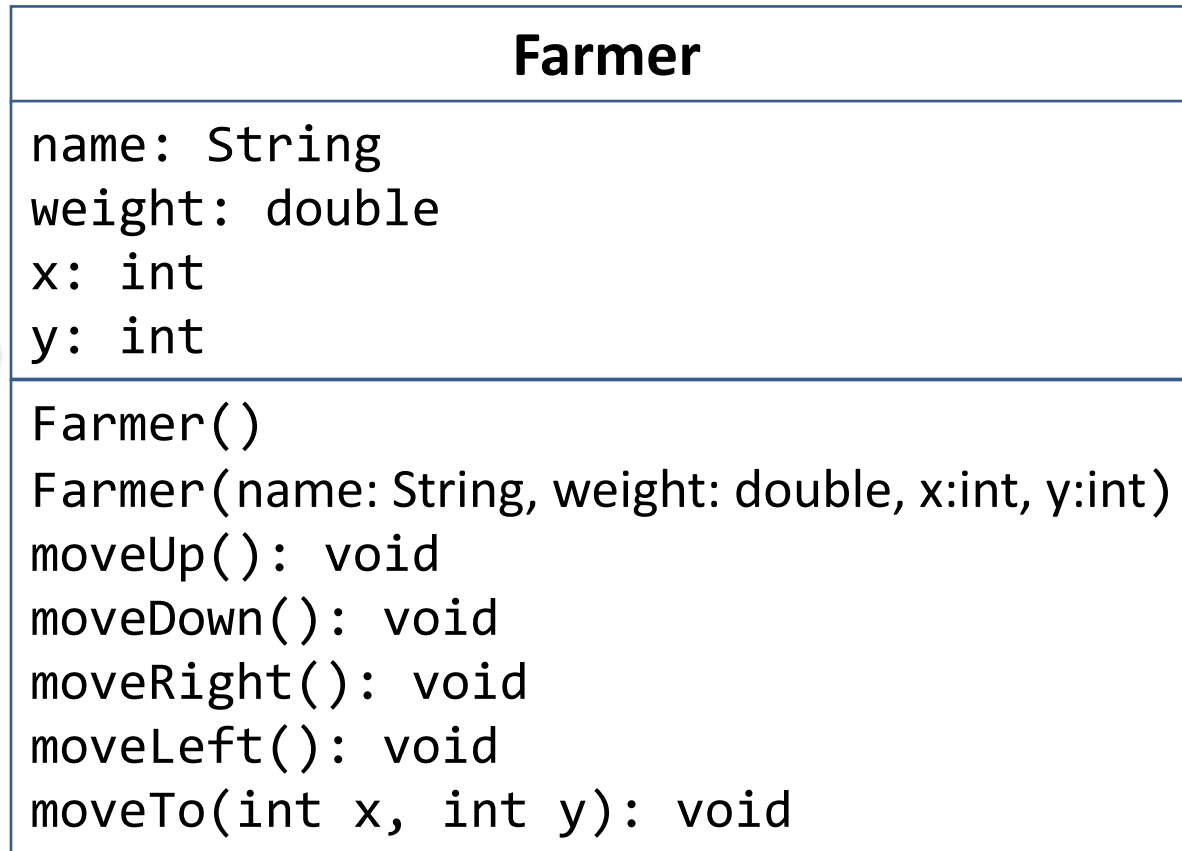 Farmer
name: String
weight: double
x: int
y: int
Farmer()
Farmer(name: String, weight: double, x:int, y:int)
moveUp(): void
moveDown(): void
moveRight(): void
moveLeft(): void
moveTo(int x, int y): void